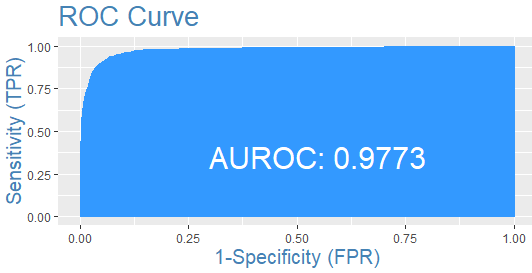 ROC Curve
Sensitivity (TPR)
1.00
0.75
0.50
0.25
0.00
AUROC: 0.9773
0.00 0.25 0.50 0.75 1.00
1-Specificity (FPR)